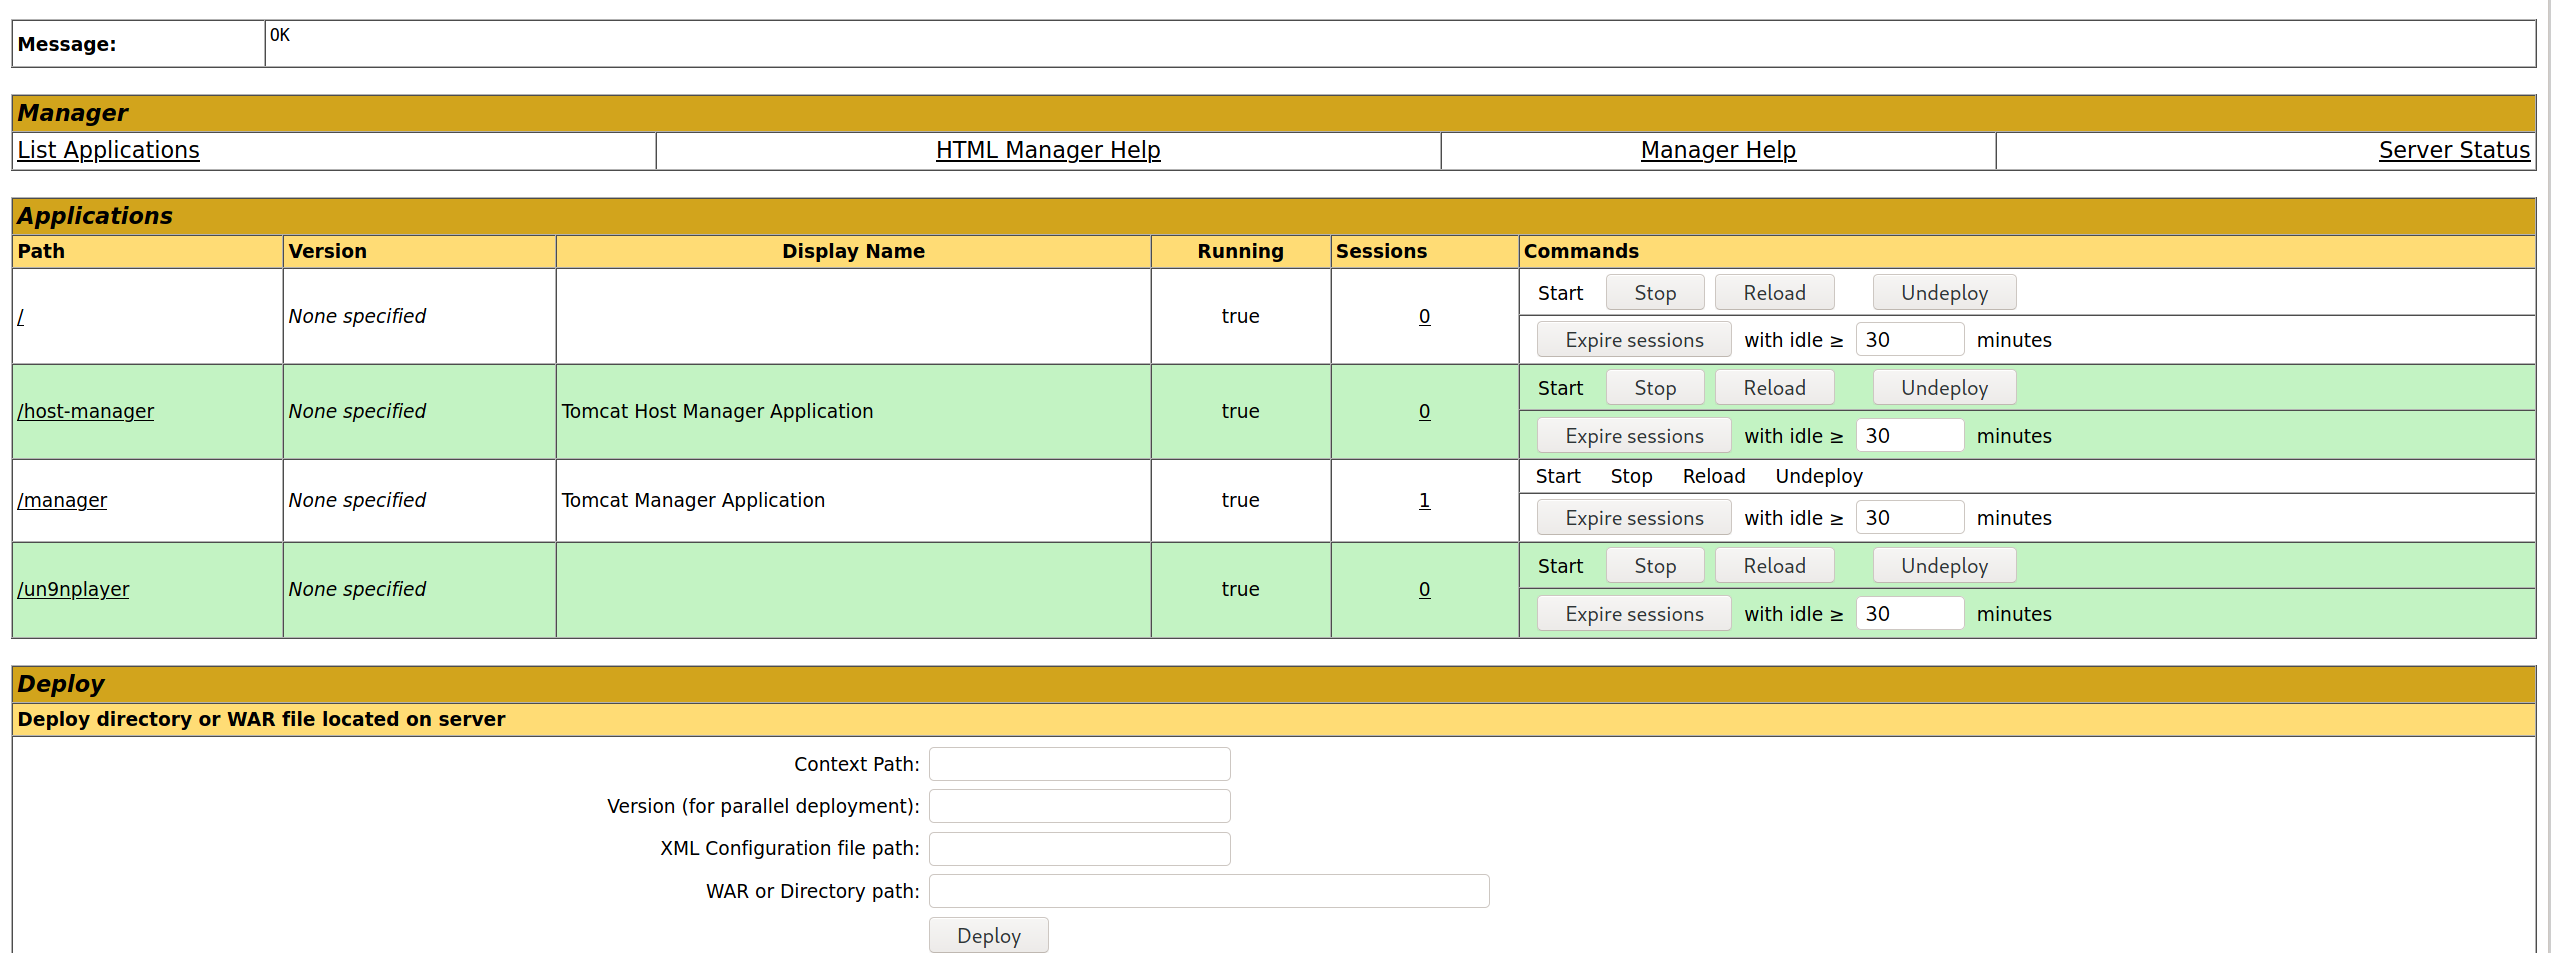 Message: OK
Manager
List Applications HTML Manager Help Manager Help Server Status
Applications
Path Version Display Name Running Sessions Commands
/ None specified true 0 Start Stop Reload Undeploy
Expire sessions with idle ≥ 30 minutes
/host-manager None specified Tomcat Host Manager Application true 0 Start Stop Reload Undeploy
Expire sessions with idle ≥ 30 minutes
/manager None specified Tomcat Manager Application true 1 Start Stop Reload Undeploy
Expire sessions with idle ≥ 30 minutes
/un9nplayer None specified true 0 Start Stop Reload Undeploy
Expire sessions with idle ≥ 30 minutes
Deploy
Deploy directory or WAR file located on server
Context Path:
Version (for parallel deployment):
XML Configuration file path:
WAR or Directory path:
Deploy